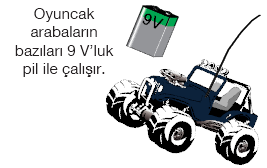 Oyuncak
arabaların
bazıları 9 V'luk
pil ile çalışır.
9V